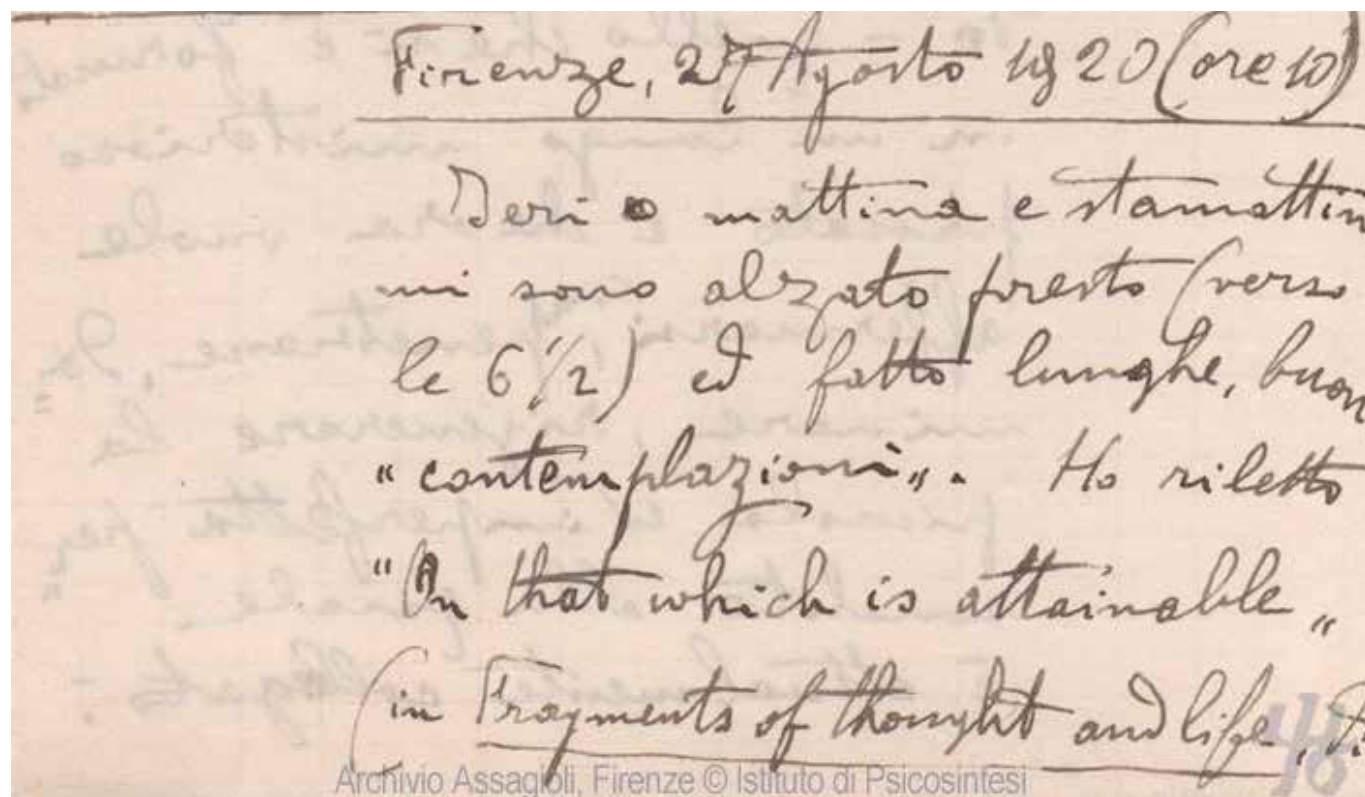 Firenze, 27 Agosto 1920 (ore 10)
Ieri mattina e stamattin
mi sono alzato presto (verso
le 6 1/2) ed fatto lunghe, buon
"contemplazioni". Ho riletto
"On that which is attainable"
(in Fragments of thought and life,
Archivio Assagioli, Firenze © Istituto di Psicosintesi